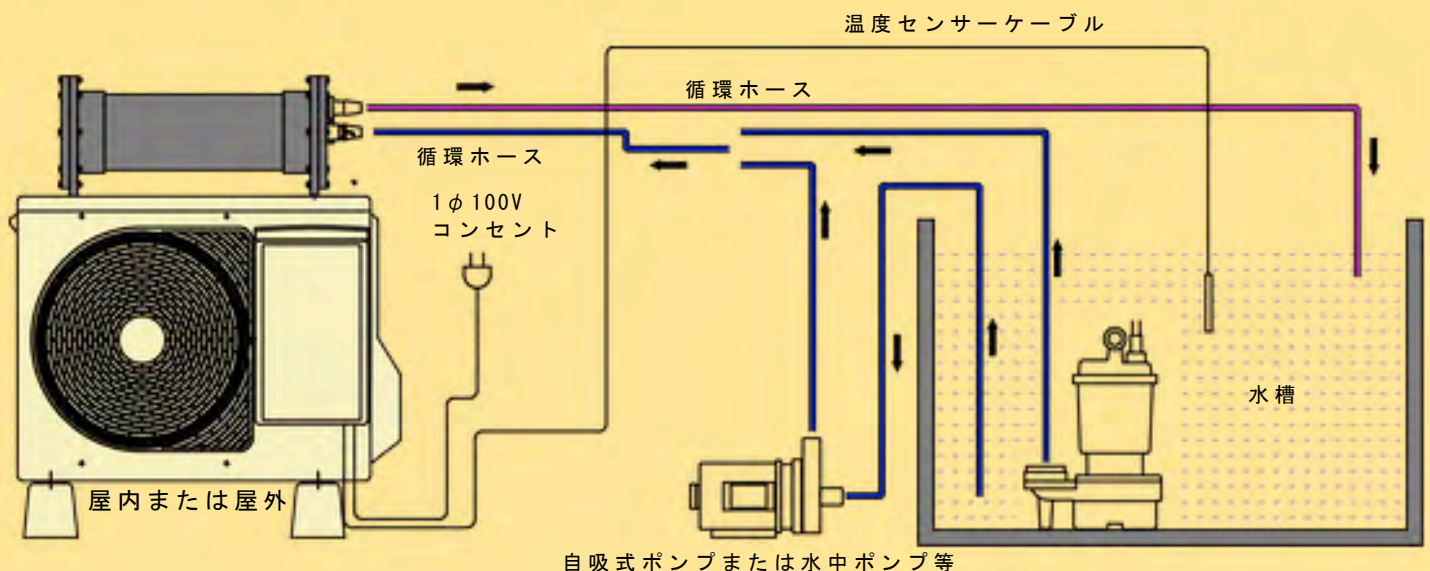 温度センサーケーブル
循環ホース
循環ホース
1φ100V
コンセント
水槽
屋内または屋外
自吸式ポンプまたは水中ポンプ等